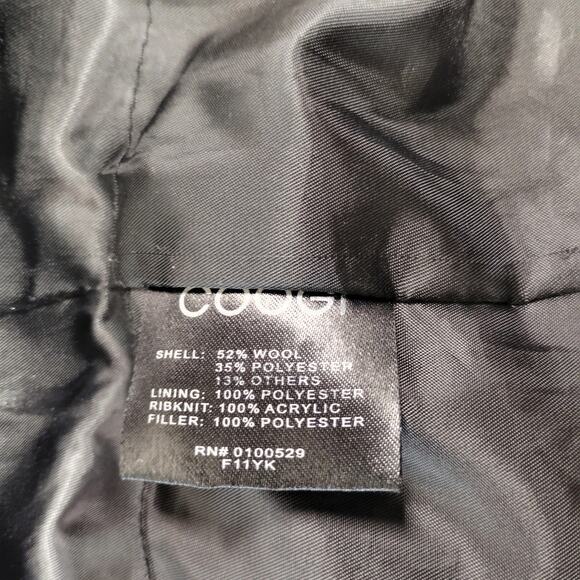 COOGI
SHELL: 52% WOOL
35% POLYESTER
13% OTHERS
LINING: 100% POLYESTER
RIBKNIT: 100% ACRYLIC
FILLER: 100% POLYESTER
RN# 0100529
F11YK